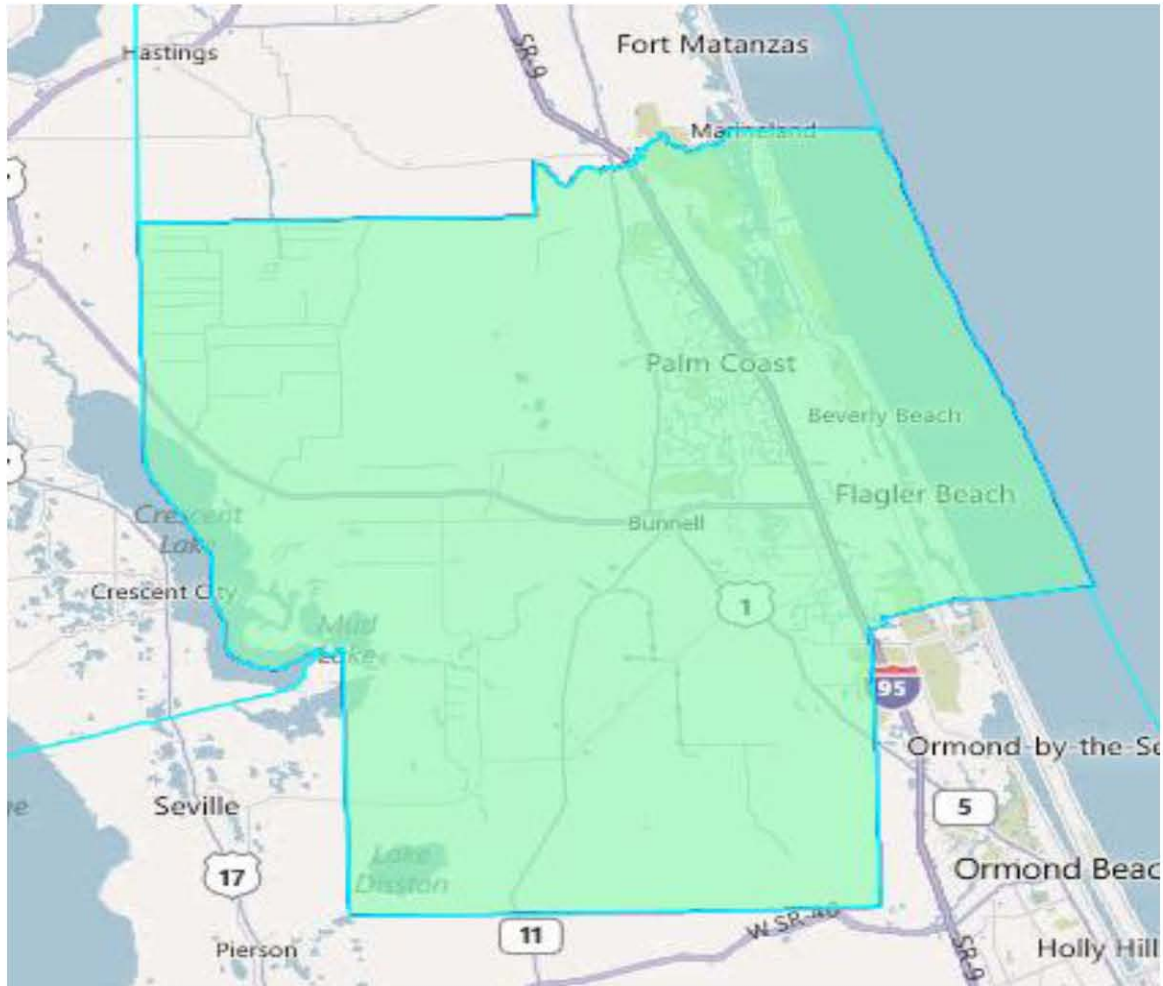 Hastings
SR-9
Fort Matanzas
Marineland
Palm Coast
Beverly Beach
Flagler Beach
Crescent
Lake
Bunnell
Crescent City
1
Mud
Lake
95
Ormond-by-the-Se
Seville
5
Lake
Disston
17
Ormond Beac
11
W SR-40
Pierson
SR-9
Holly Hill